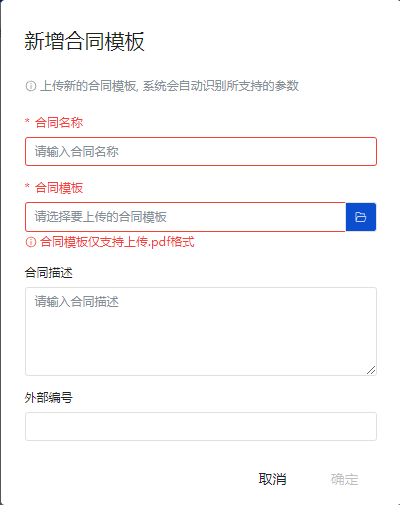 新增合同模板
上传新的合同模板, 系统会自动识别所支持的参数
* 合同名称
请输入合同名称
* 合同模板
请选择要上传的合同模板
合同模板仅支持上传.pdf格式
合同描述
请输入合同描述
外部编号
取消 确定